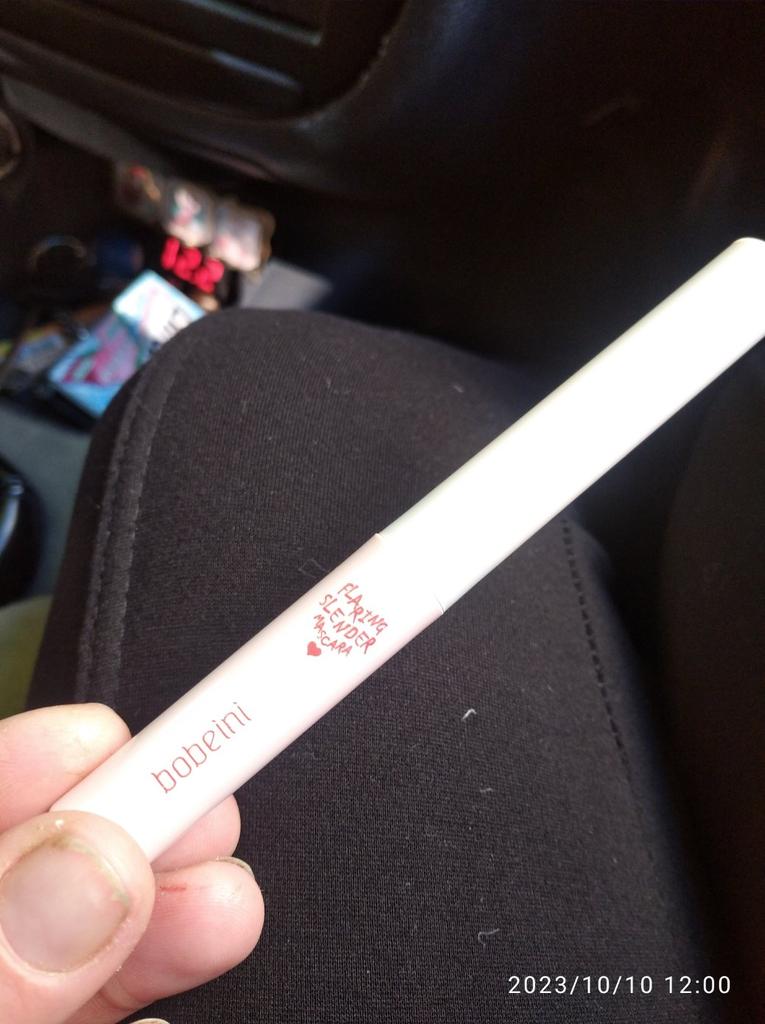 FLARING
SLENDER
MASCARA
bobeini
2023/10/10 12:00